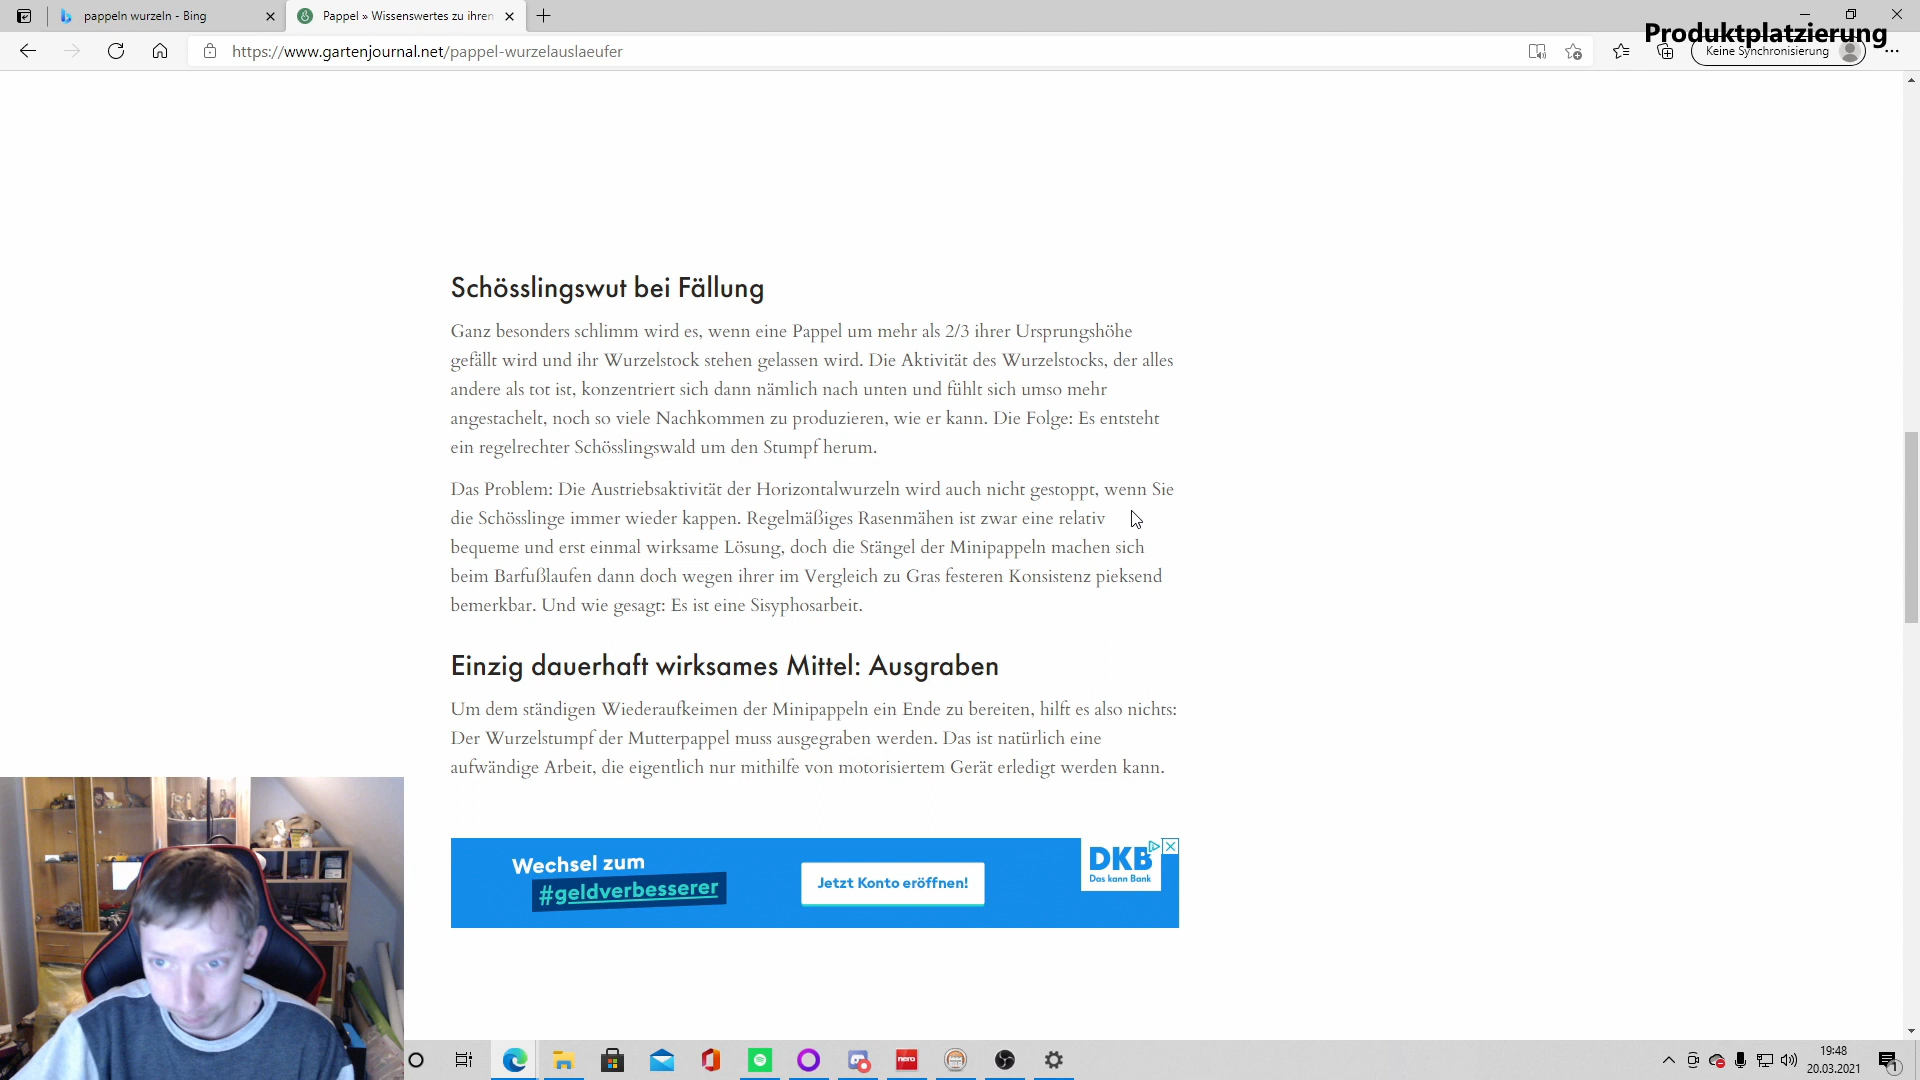 pappeln wurzeln - Bing
Pappel » Wissenswertes zu ihren
Produktplatzierung
https://www.gartenjournal.net/pappel-wurzelauslaeufer
Keine Synchronisierung
Schösslingswut bei Fällung
Ganz besonders schlimm wird es, wenn eine Pappel um mehr als 2/3 ihrer Ursprungshöhe
gefällt wird und ihr Wurzelstock stehen gelassen wird. Die Aktivität des Wurzelstocks, der alles
andere als tot ist, konzentriert sich dann nämlich nach unten und fühlt sich umso mehr
angestachelt, noch so viele Nachkommen zu produzieren, wie er kann. Die Folge: Es entsteht
ein regelrechter Schösslingswald um den Stumpf herum.
Das Problem: Die Austriebsaktivität der Horizontalwurzeln wird auch nicht gestoppt, wenn Sie
die Schösslinge immer wieder kappen. Regelmäßiges Rasenmähen ist zwar eine relativ
bequeme und erst einmal wirksame Lösung, doch die Stängel der Minipappeln machen sich
beim Barfußlaufen dann doch wegen ihrer im Vergleich zu Gras festeren Konsistenz pieksend
bemerkbar. Und wie gesagt: Es ist eine Sisyphosarbeit.
Einzig dauerhaft wirksames Mittel: Ausgraben
Um dem ständigen Wiederaufkeimen der Minipappeln ein Ende zu bereiten, hilft es also nichts:
Der Wurzelstumpf der Mutterpappel muss ausgegraben werden. Das ist natürlich eine
aufwändige Arbeit, die eigentlich nur mithilfe von motorisiertem Gerät erledigt werden kann.
Wechsel zum
#geldverbesserer
Jetzt Konto eröffnen!
DKB
Das kann Bank
nero
19:48
20.03.2021
1